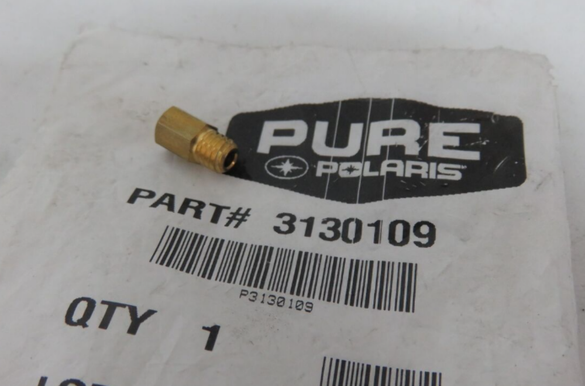 PURE
POLARIS
PART# 3130109
P3130109
QTY 1